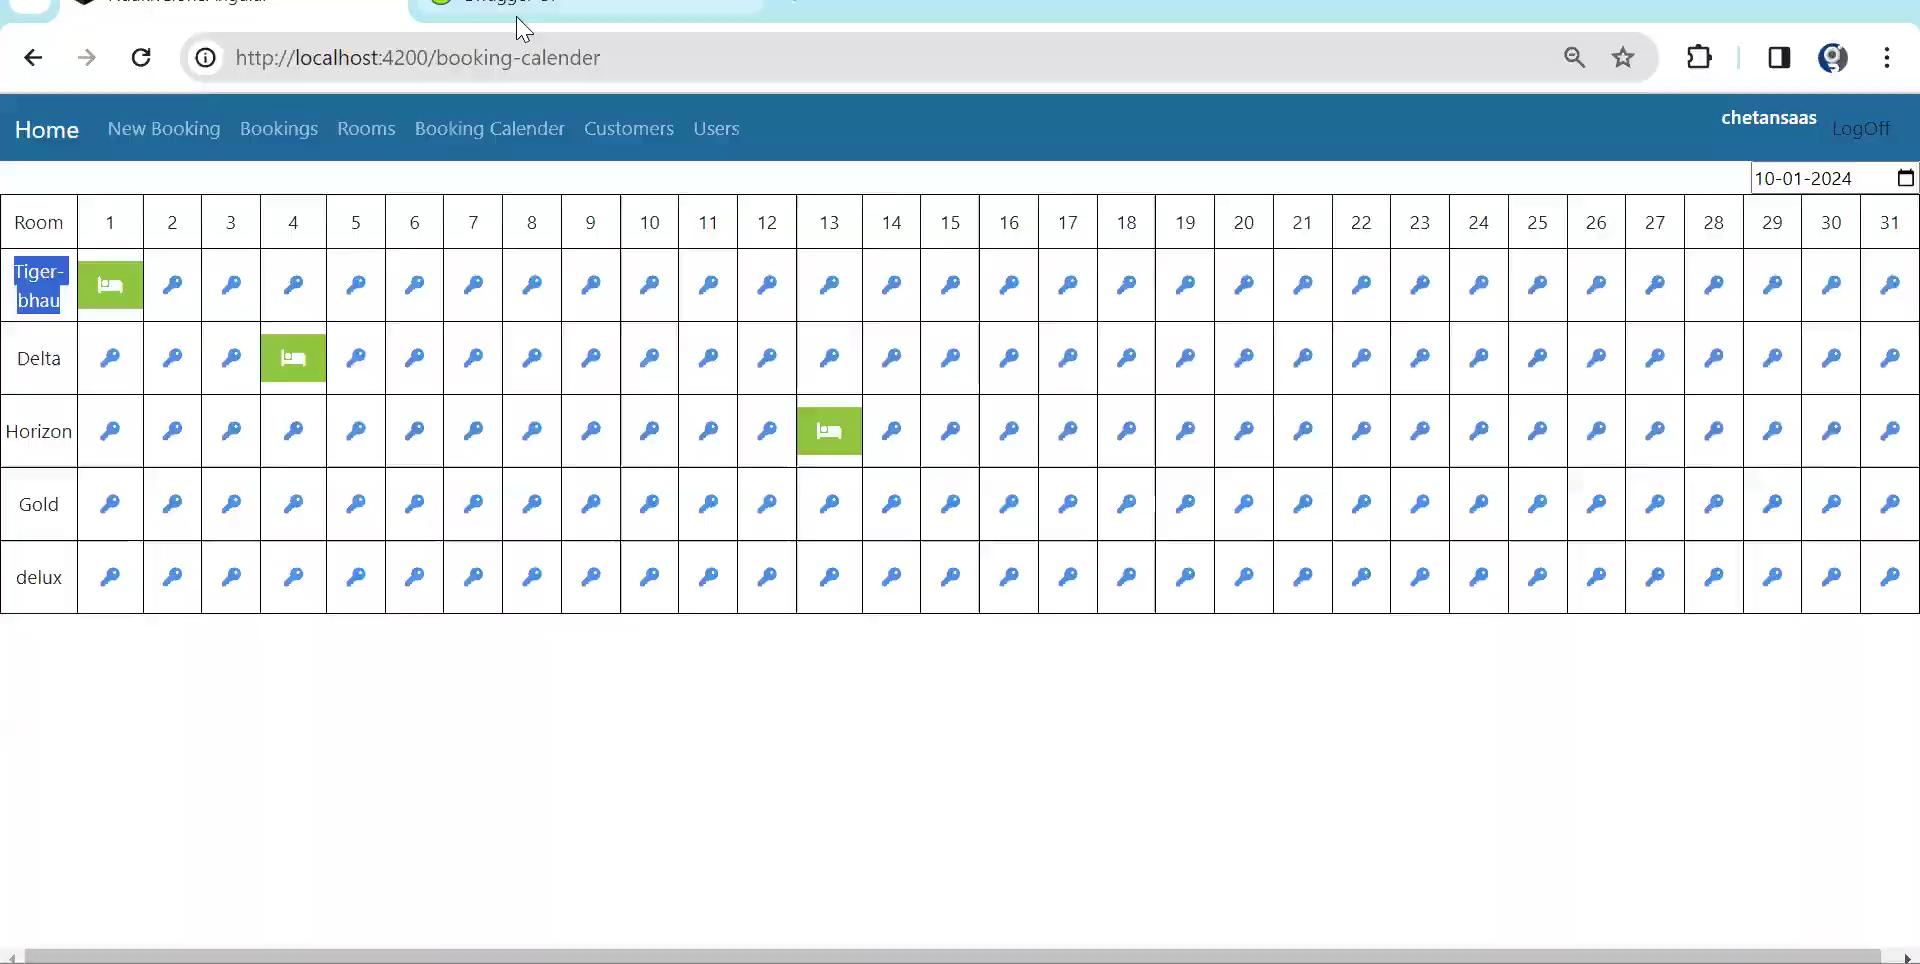 http://localhost:4200/booking-calender
Home New Booking Bookings Rooms Booking Calender Customers Users chetansaas LogOff
10-01-2024
Room 1 2 3 4 5 6 7 8 9 10 11 12 13 14 15 16 17 18 19 20 21 22 23 24 25 26 27 28 29 30 31
Tiger-
bhau
Delta
Horizon
Gold
delux